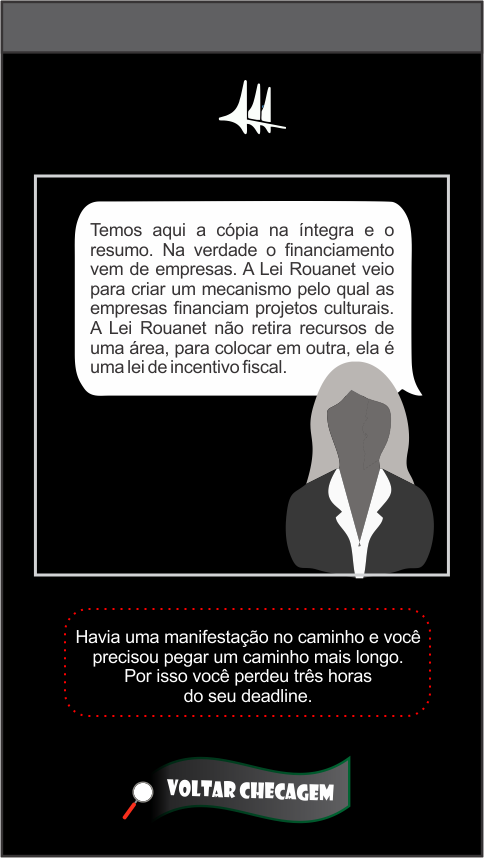 Temos aqui a cópia na íntegra e o
resumo. Na verdade o financiamento
vem de empresas. A Lei Rouanet veio
para criar um mecanismo pelo qual as
empresas financiam projetos culturais.
A Lei Rouanet não retira recursos de
uma área, para colocar em outra, ela é
uma lei de incentivo fiscal.
Havia uma manifestação no caminho e você
precisou pegar um caminho mais longo.
Por isso você perdeu três horas
do seu deadline.
VOLTAR CHECAGEM